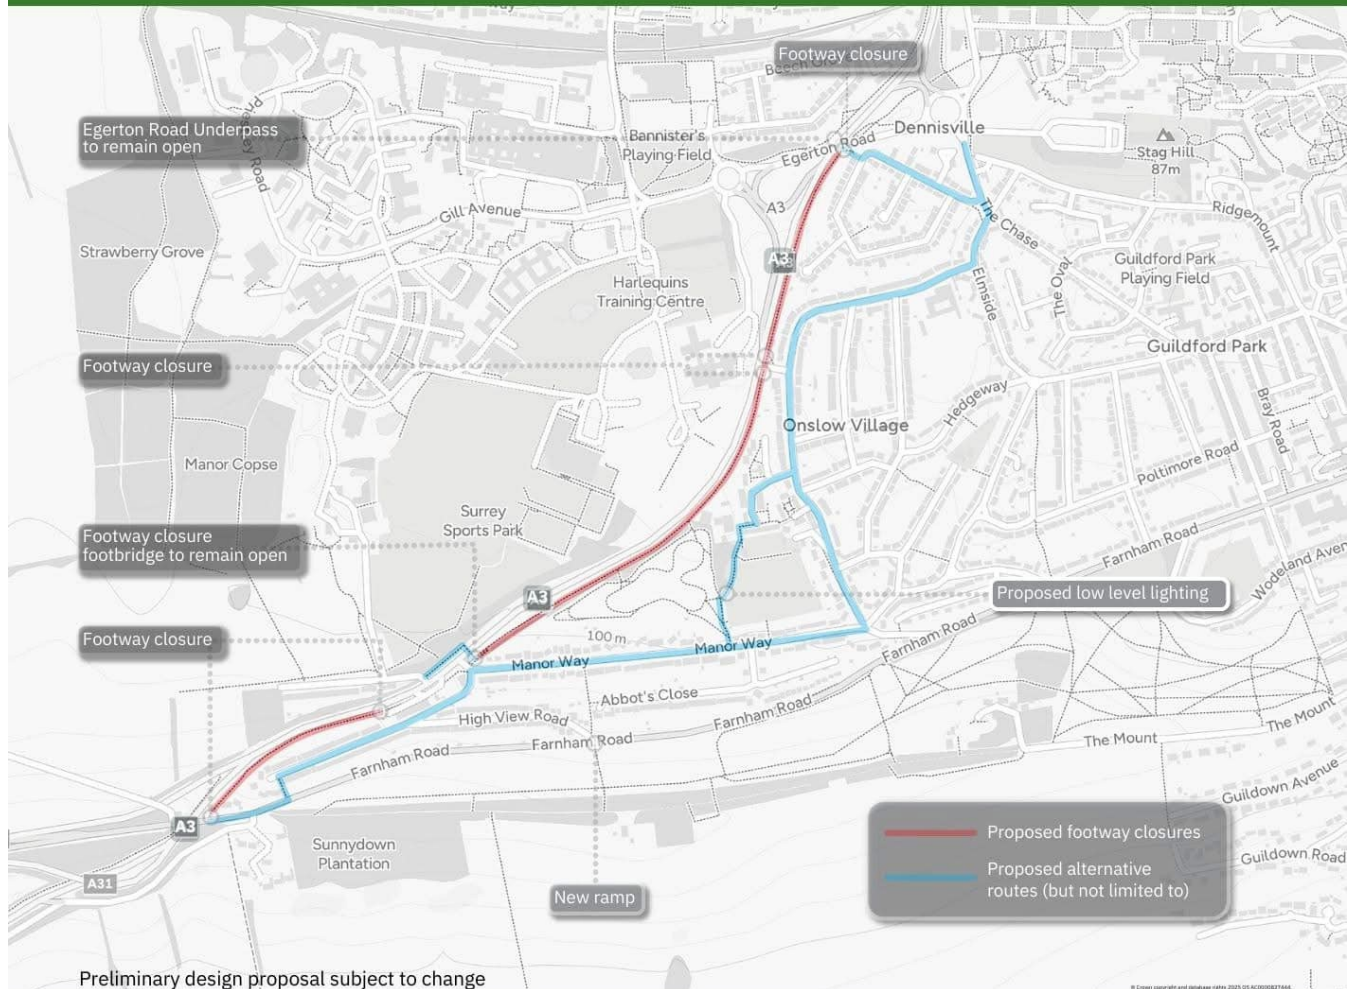 Footway closure
Egerton Road Underpass
to remain open
Bannister's
Playing Field
Egerton Road
Dennisville
Stag Hill
87m
Gill Avenue
A3
The Chase
Ridgemount
Strawberry Grove
A3
Harlequins
Training Centre
Elmside
The Oval
Guildford Park
Playing Field
Footway closure
Guildford Park
Hedgeway
Bray Road
Onslow Village
Manor Copse
Poltimore Road
Surrey
Sports Park
Footway closure
footbridge to remain open
Farnham Road
A3
Proposed low level lighting
Footway closure
100 m
Manor Way
Manor Way
Farnham Road
Abbot's Close
High View Road
Farnham Road
Farnham Road
Farnham Road
The Mount
The Mount
Guildown Avenue
A3
Sunnydown
Plantation
Proposed footway closures
Proposed alternative
routes (but not limited to)
Guildown Road
A31
New ramp
Preliminary design proposal subject to change